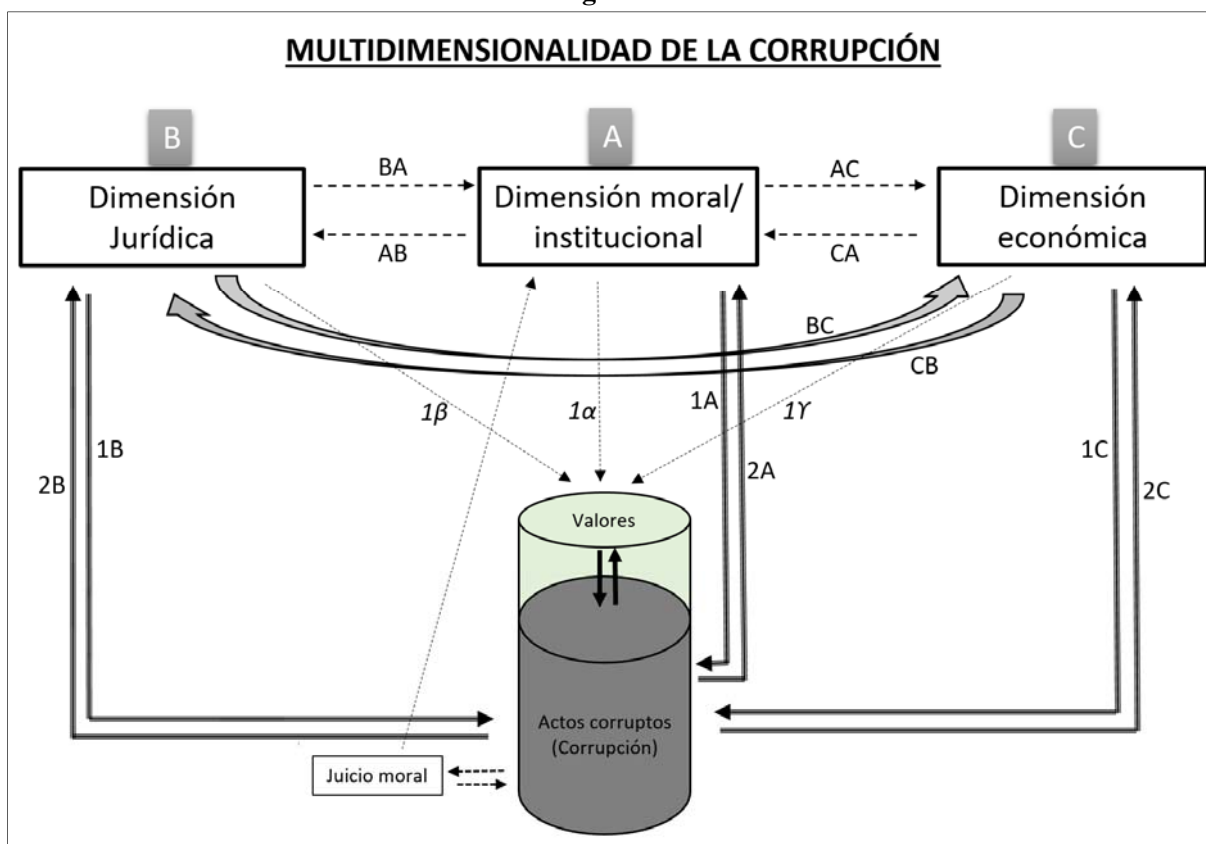 MULTIDIMENSIONALIDAD DE LA CORRUPCIÓN
B
A
C
Dimensión
Jurídica
BA
AB
Dimensión moral/
institucional
AC
CA
Dimensión
económica
BC
CB
1β
1α
1A
1ϒ
2B
1B
2A
1C
2C
Valores
Actos corruptos
(Corrupción)
Juicio moral